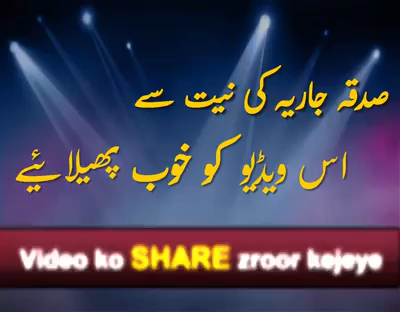 صدقہ جاریہ کی نیت سے
اس ویڈیو کو خوب پھیلائیے
Video ko SHARE zroor kejeye